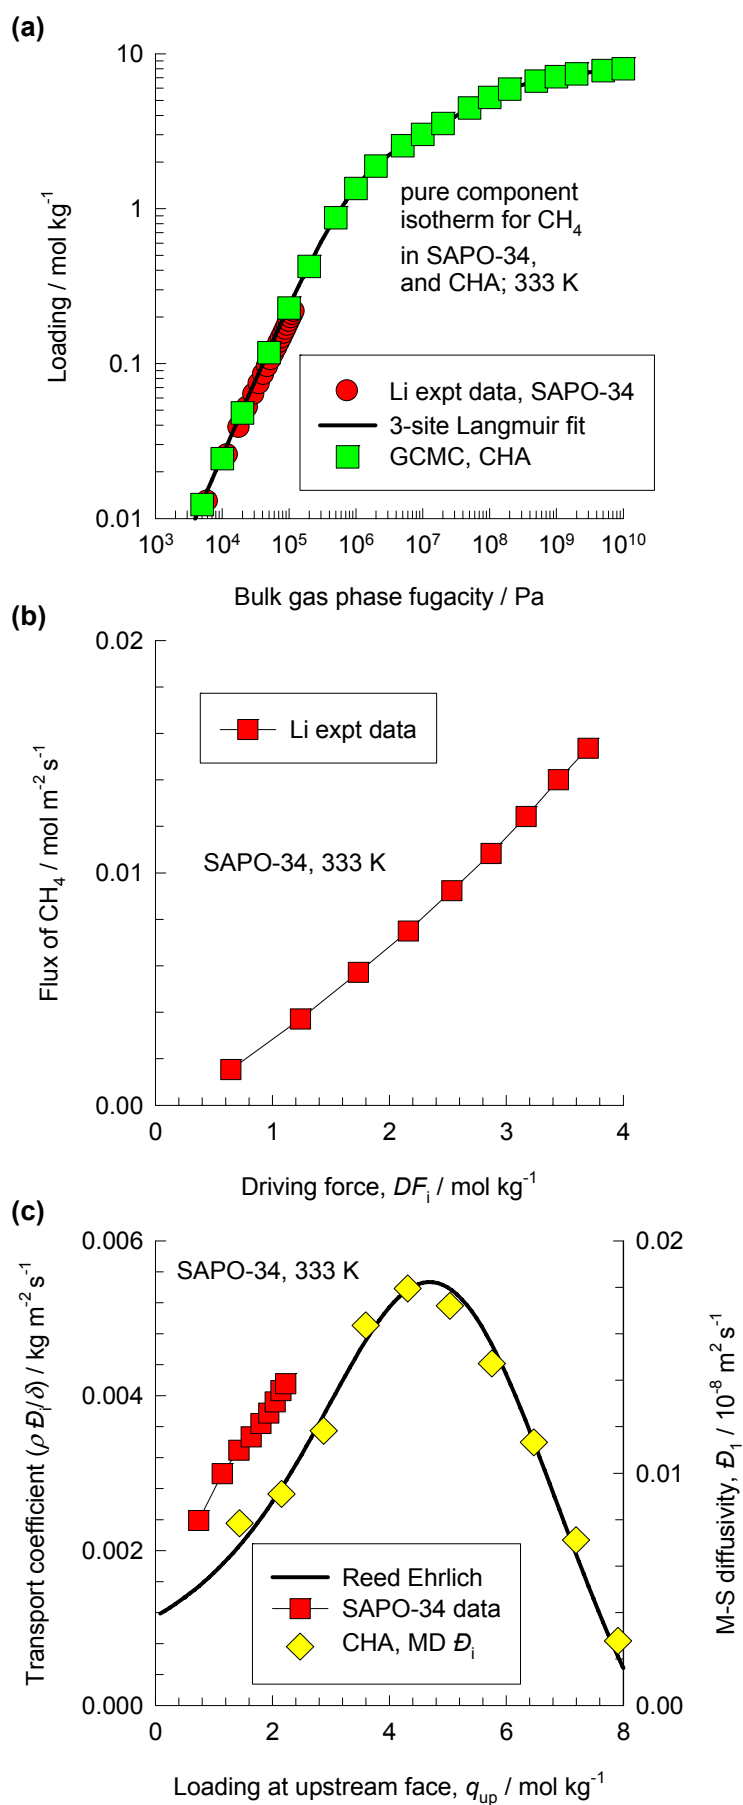 (a)
10
1
0.1
0.01
Loading / mol kg⁻¹
pure component
isotherm for CH₄
in SAPO-34,
and CHA; 333 K
Li expt data, SAPO-34
3-site Langmuir fit
GCMC, CHA
10³ 10⁴ 10⁵ 10⁶ 10⁷ 10⁸ 10⁹ 10¹⁰
Bulk gas phase fugacity / Pa
(b)
0.02
0.01
0.00
Flux of CH₄ / mol m⁻² s⁻¹
Li expt data
SAPO-34, 333 K
0 1 2 3 4
Driving force, DFᵢ / mol kg⁻¹
(c)
0.006
0.004
0.002
0.000
Transport coefficient (ρ Đᵢ/δ) / kg m⁻² s⁻¹
SAPO-34, 333 K
Reed Ehrlich
SAPO-34 data
CHA, MD Đᵢ
0.02
0.01
0.00
M-S diffusivity, Đ₁ / 10⁻⁸ m² s⁻¹
0 2 4 6 8
Loading at upstream face, q_up / mol kg⁻¹